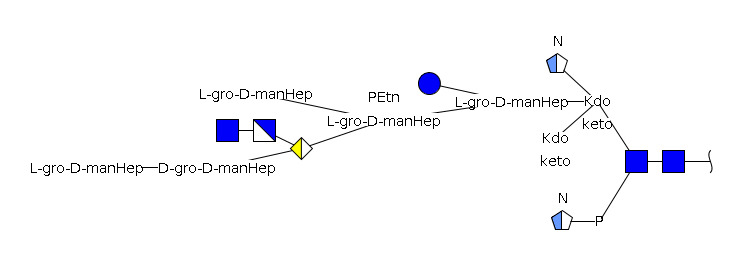 N
L-gro-D-manHep
PEtn
L-gro-D-manHep
Kdo
L-gro-D-manHep
keto
Kdo
keto
L-gro-D-manHep
D-gro-D-manHep
N
P